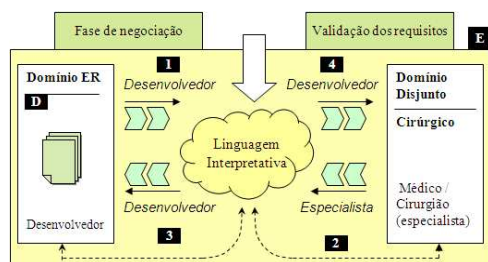 Fase de negociação
Validação dos requisitos
E
1
4
Domínio ER
Desenvolvedor
Desenvolvedor
Domínio
Disjunto
D
Cirúrgico
Linguagem
Interpretativa
Médico /
Cirurgião
(especialista)
Desenvolvedor
Desenvolvedor
Especialista
3
2